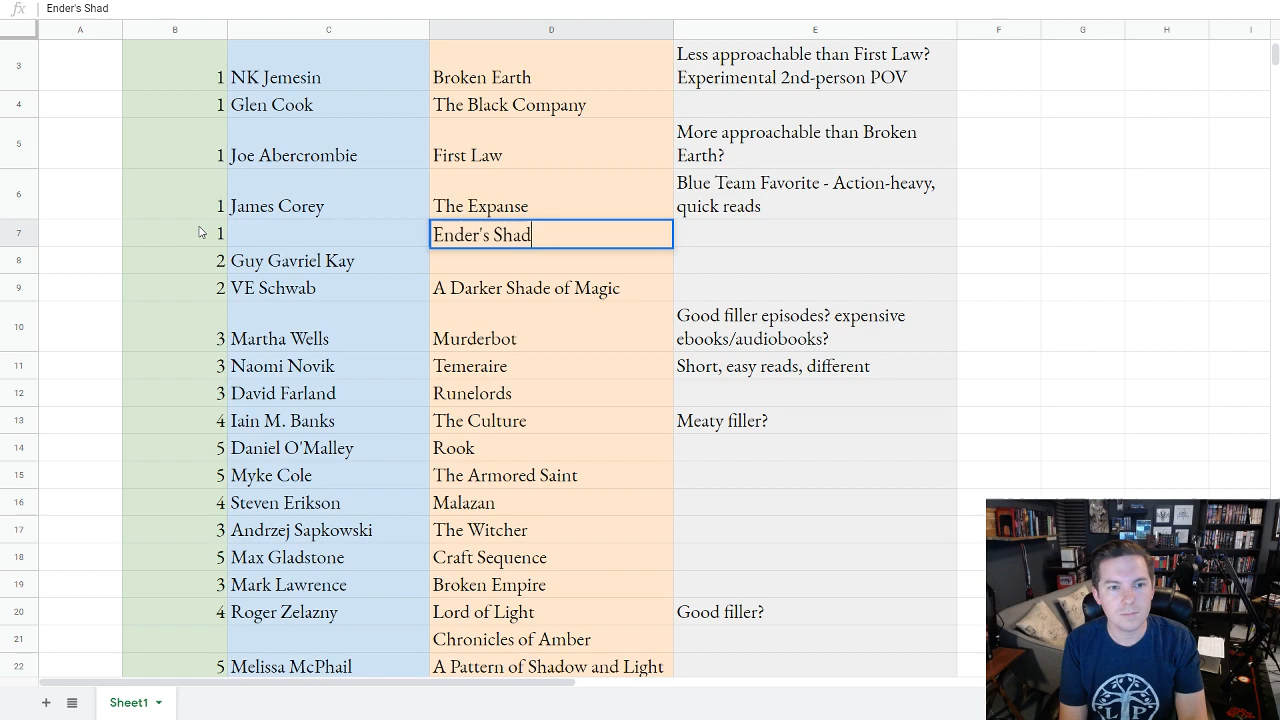 fx Ender's Shad
A B C D E F G H I
Less approachable than First Law?
3 1 NK Jemesin Broken Earth Experimental 2nd-person POV
4 1 Glen Cook The Black Company
More approachable than Broken
5 1 Joe Abercrombie First Law Earth?
Blue Team Favorite - Action-heavy,
6 1 James Corey The Expanse quick reads
7 1 Ender's Shad
8 2 Guy Gavriel Kay
9 2 VE Schwab A Darker Shade of Magic
Good filler episodes? expensive
10 3 Martha Wells Murderbot ebooks/audiobooks?
11 3 Naomi Novik Temeraire Short, easy reads, different
12 3 David Farland Runelords
13 4 Iain M. Banks The Culture Meaty filler?
14 5 Daniel O'Malley Rook
15 5 Myke Cole The Armored Saint
16 4 Steven Erikson Malazan
17 3 Andrzej Sapkowski The Witcher
18 5 Max Gladstone Craft Sequence
19 3 Mark Lawrence Broken Empire
20 4 Roger Zelazny Lord of Light Good filler?
21 Chronicles of Amber
22 5 Melissa McPhail A Pattern of Shadow and Light
Sheet1
L P